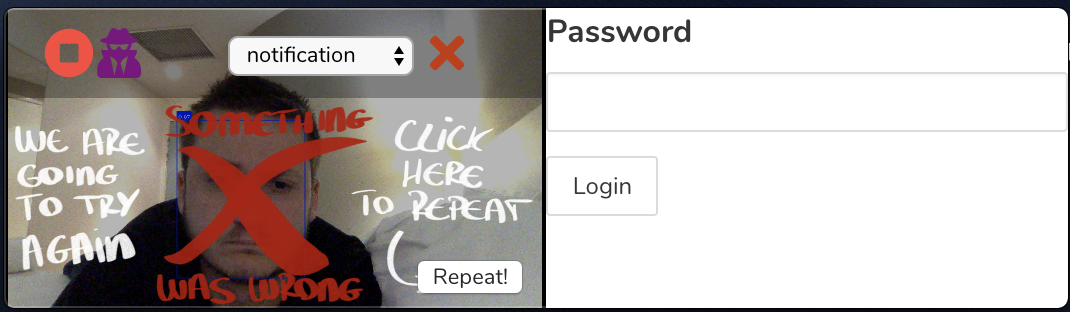 notification
SOMETHING
WAS WRONG
WE ARE
GOING
TO TRY
AGAIN
CLICK
HERE
TO REPEAT
Repeat!
Password
Login